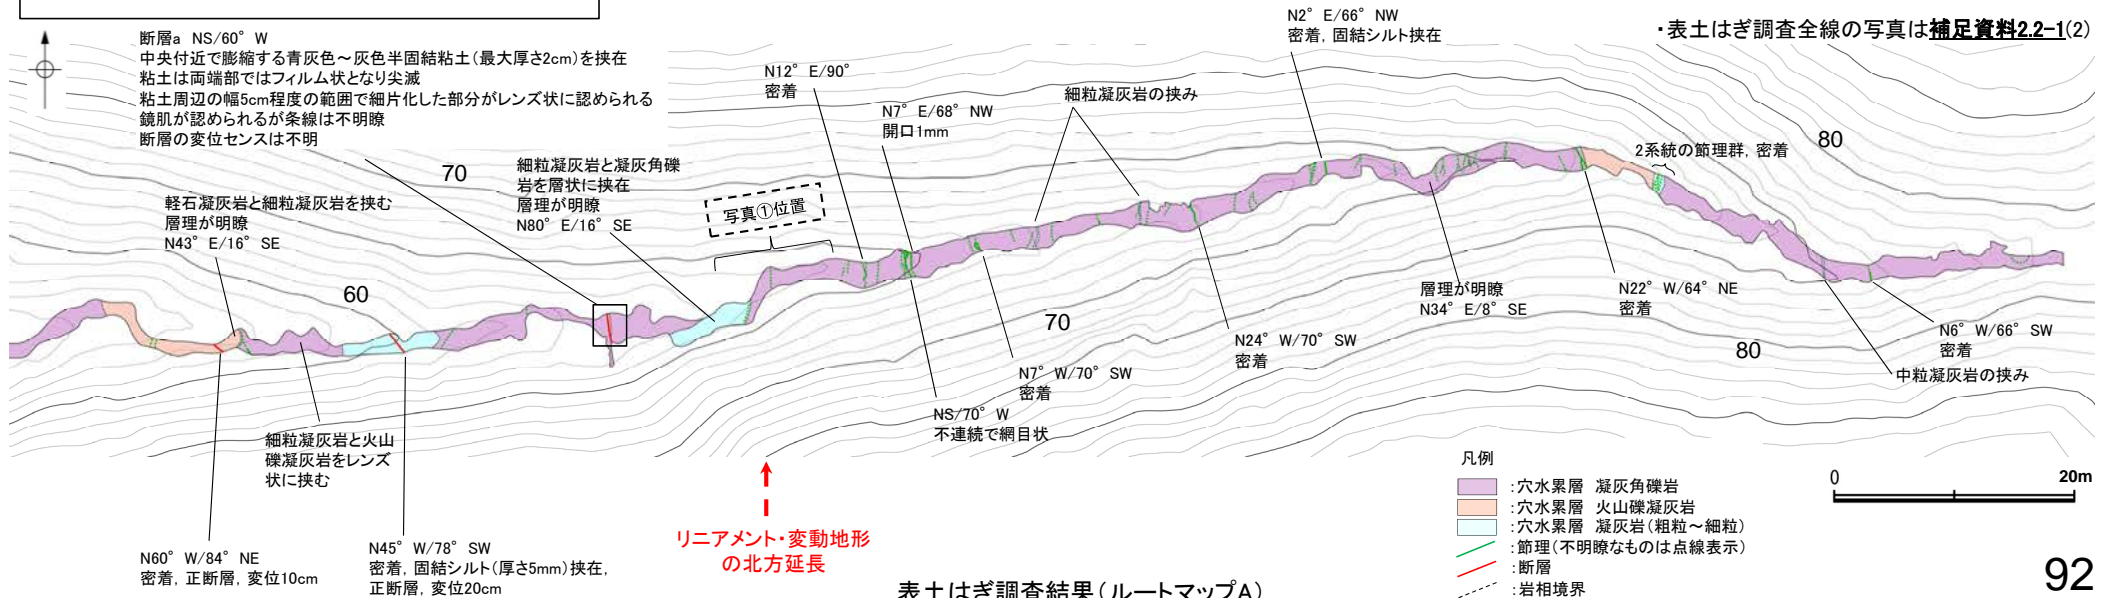 ・表土はぎ調査全線の写真は補足資料2.2-1(2)
断層a NS/60° W
中央付近で膨縮する青灰色～灰色半固結粘土(最大厚さ2cm)を挟在
粘土は両端部ではフィルム状となり尖滅
粘土周辺の幅5cm程度の範囲で細片化した部分がレンズ状に認められる
鏡肌が認められるが条線は不明瞭
断層の変位センスは不明
N2° E/66° NW
密着, 固結シルト挟在
N12° E/90°
密着
N7° E/68° NW
開口1mm
細粒凝灰岩の挟み
2系統の節理群, 密着
80
70
細粒凝灰岩と凝灰角礫
岩を層状に挟在
層理が明瞭
N80° E/16° SE
写真①位置
軽石凝灰岩と細粒凝灰岩を挟む
層理が明瞭
N43° E/16° SE
60
70
80
層理が明瞭
N34° E/8° SE
N22° W/64° NE
密着
N6° W/66° SW
密着
中粒凝灰岩の挟み
N24° W/70° SW
密着
N7° W/70° SW
密着
NS/70° W
不連続で網目状
細粒凝灰岩と火山
礫凝灰岩をレンズ
状に挟む
N60° W/84° NE
密着, 正断層, 変位10cm
N45° W/78° SW
密着, 固結シルト(厚さ5mm)挟在,
正断層, 変位20cm
リニアメント・変動地形
の北方延長
凡例
:穴水累層 凝灰角礫岩
:穴水累層 火山礫凝灰岩
:穴水累層 凝灰岩(粗粒～細粒)
:節理(不明瞭なものは点線表示)
:断層
:岩相境界
0 20m
表土はぎ調査結果(ルートマップA)
92